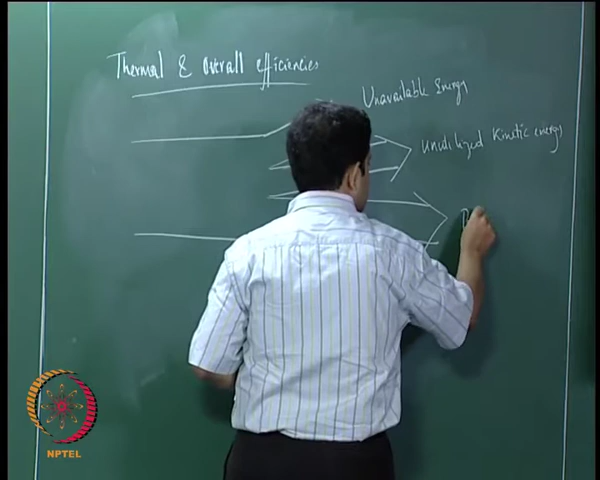 Thermal & Overall efficiencies
Unavailable Energy
Unutilized Kinetic energy
NPTEL